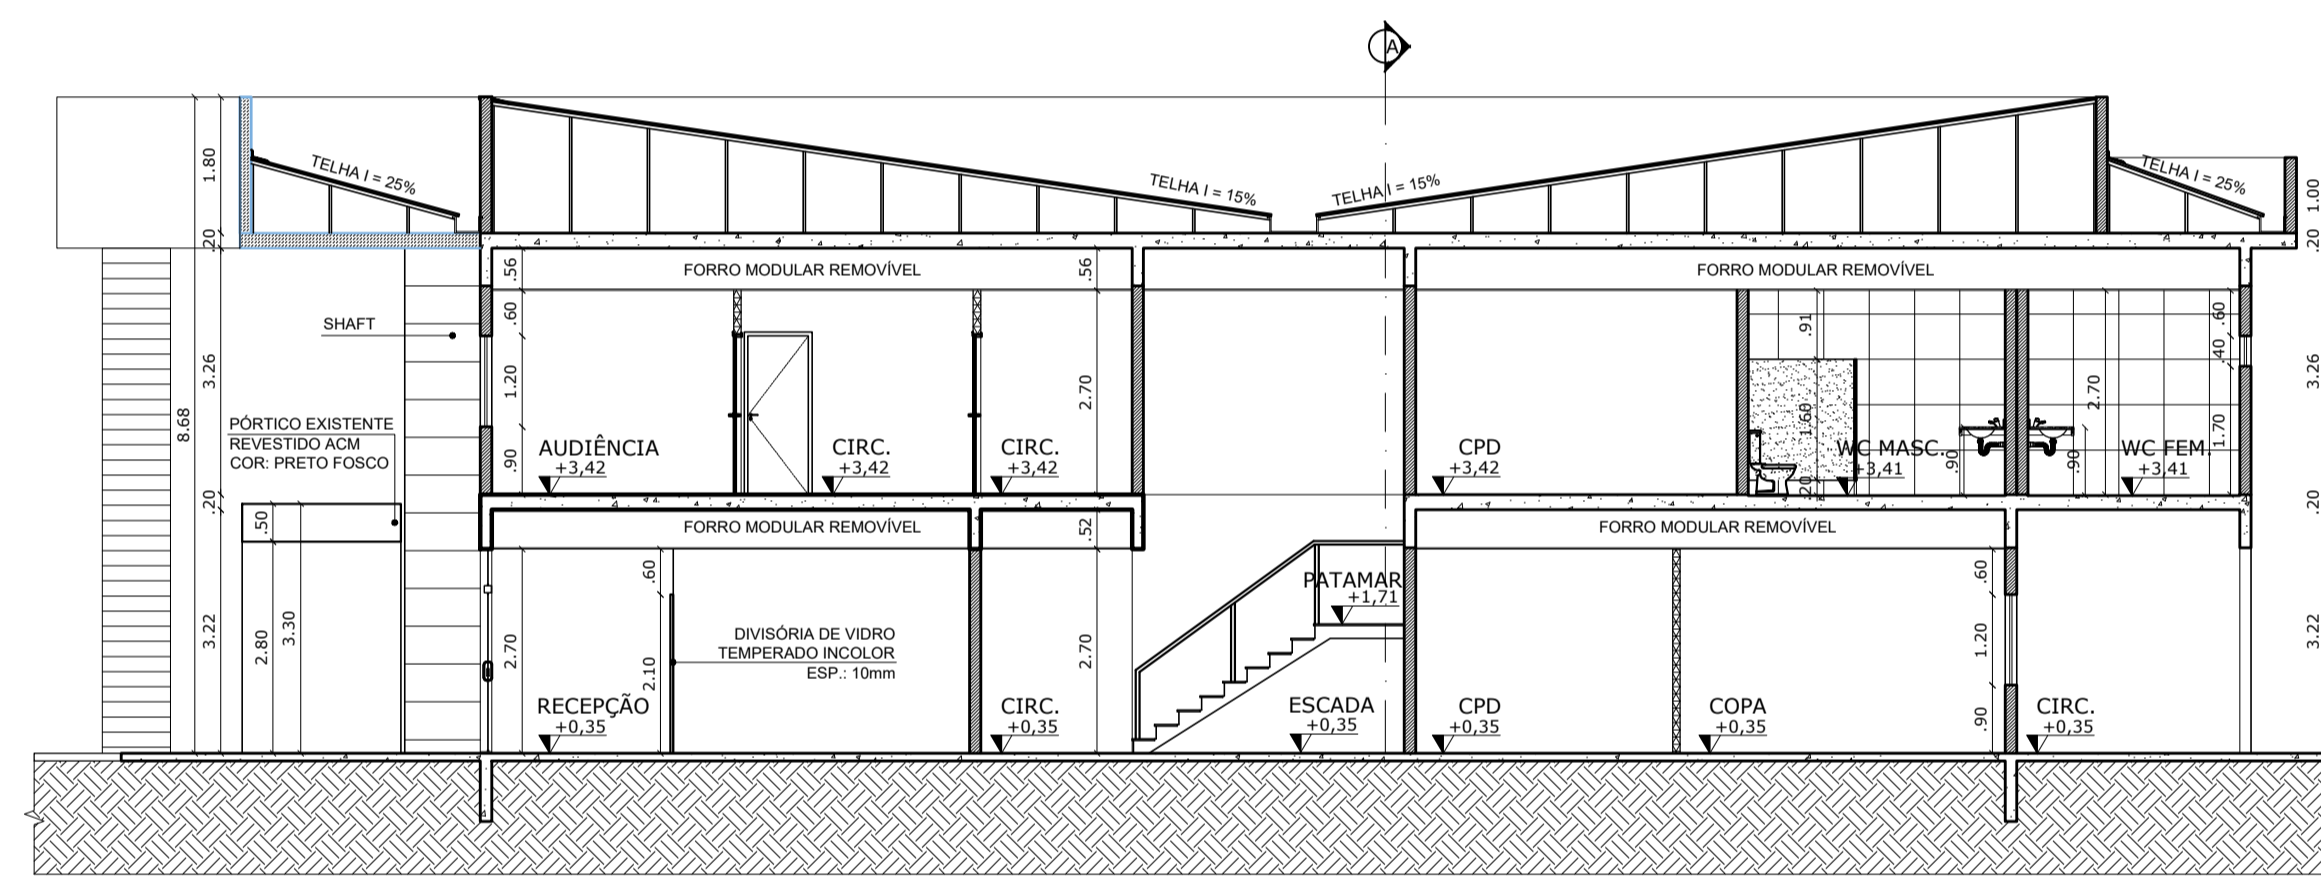 A
TELHA I = 25%
TELHA I = 15%
TELHA I = 15%
TELHA I = 25%
1.80
.20
1.00
.20
FORRO MODULAR REMOVÍVEL
FORRO MODULAR REMOVÍVEL
.56
.56
SHAFT
.60
.91
.60
.40
3.26
8.68
1.20
2.70
1.60
2.70
1.70
3.26
PÓRTICO EXISTENTE
REVESTIDO ACM
COR: PRETO FOSCO
AUDIÊNCIA
+3,42
CIRC.
+3,42
CIRC.
+3,42
CPD
+3,42
WC MASC.
+3,41
WC FEM.
+3,41
.90
.20
.90
.90
.20
.20
.50
FORRO MODULAR REMOVÍVEL
.52
FORRO MODULAR REMOVÍVEL
.60
PATAMAR
+1,71
.60
3.22
2.80
3.30
2.70
2.10
DIVISÓRIA DE VIDRO
TEMPERADO INCOLOR
ESP.: 10mm
2.70
1.20
3.22
RECEPÇÃO
+0,35
CIRC.
+0,35
ESCADA
+0,35
CPD
+0,35
COPA
+0,35
.90
CIRC.
+0,35